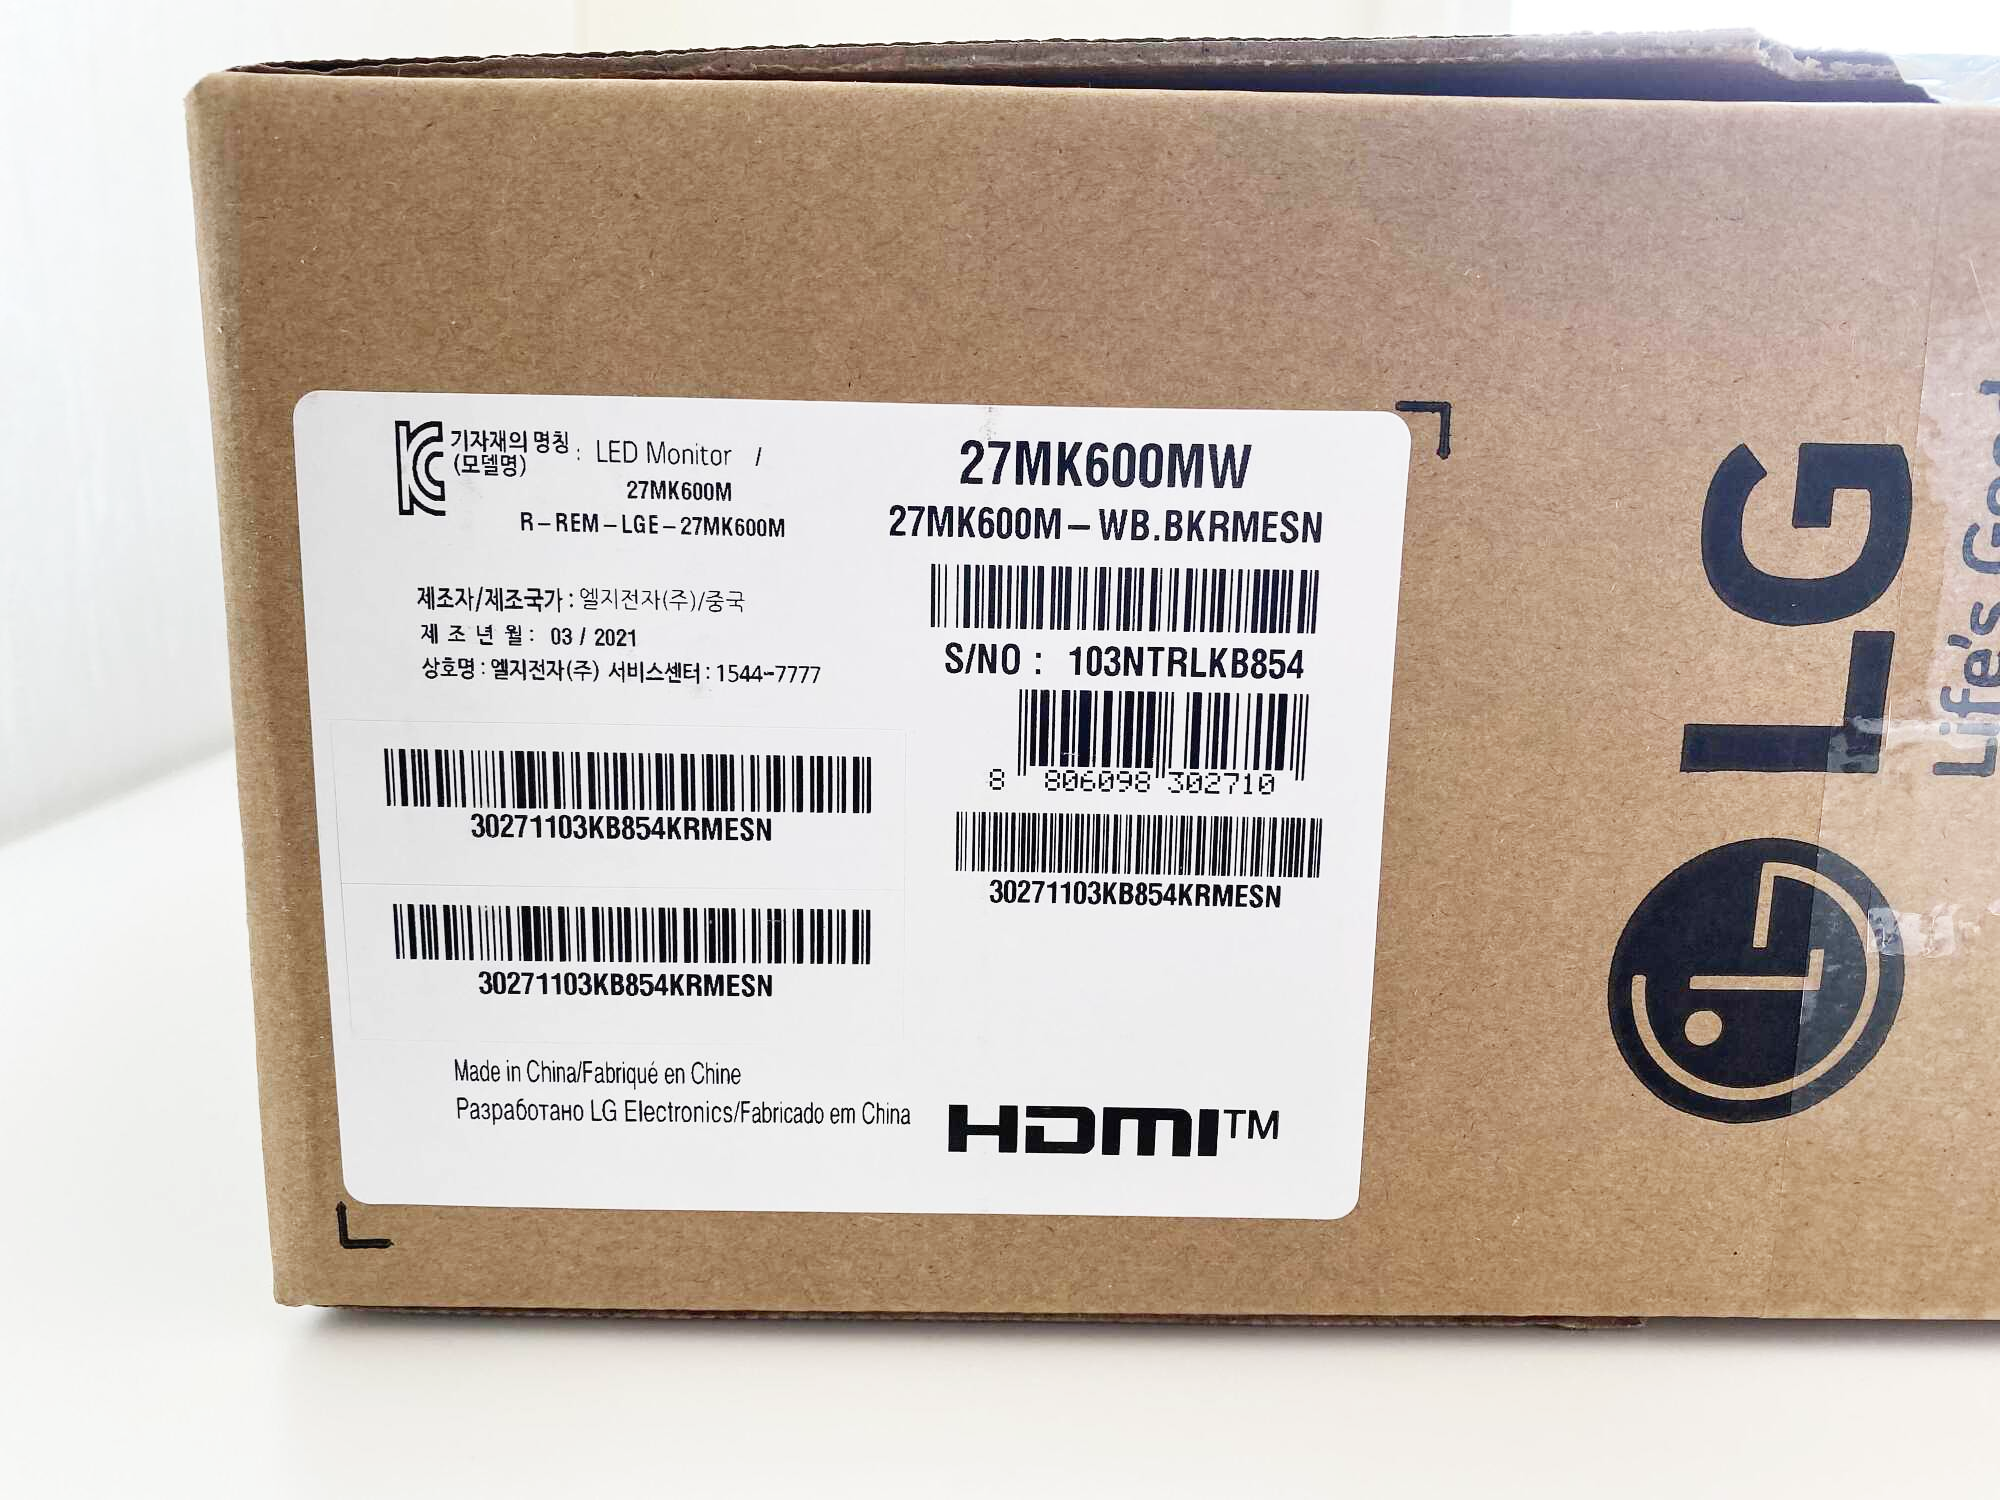 기자재의 명칭 : LED Monitor /
(모델명)
27MK600M
R-REM-LGE-27MK600M
제조자/제조국가 : 엘지전자(주)/중국
제 조 년 월 : 03 / 2021
상호명 : 엘지전자(주) 서비스센터 : 1544-7777
30271103KB854KRMESN
30271103KB854KRMESN
Made in China/Fabriqué en Chine
Разработано LG Electronics/Fabricado em China
27MK600MW
27MK600M-WB.BKRMESN
S/NO : 103NTRLKB854
8 806098 302710
30271103KB854KRMESN
HDMI™
LG
Life's Good